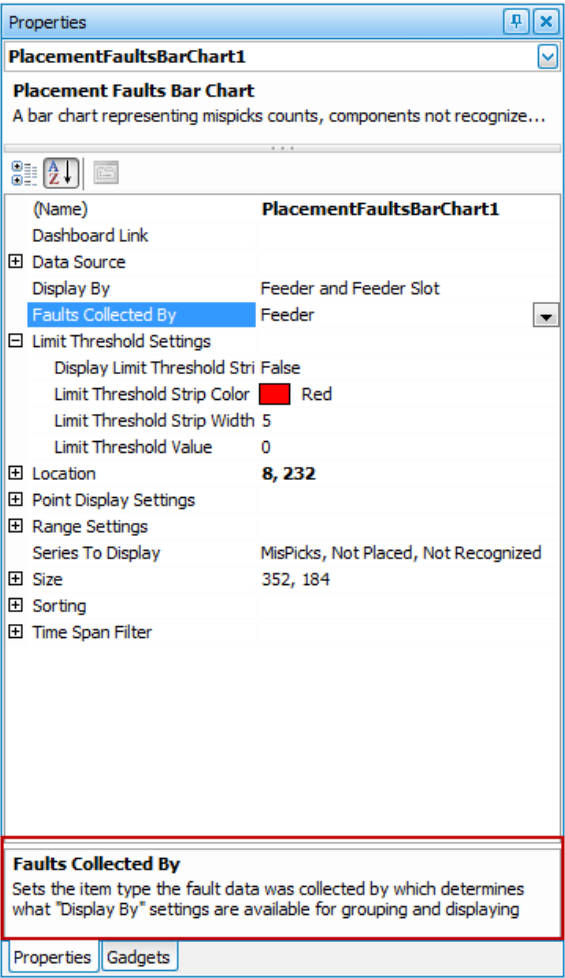 Properties
PlacementFaultsBarChart1
Placement Faults Bar Chart
A bar chart representing mispicks counts, components not recognize...
A
Z
(Name) PlacementFaultsBarChart1
Dashboard Link
Data Source
Display By Feeder and Feeder Slot
Faults Collected By Feeder
Limit Threshold Settings
Display Limit Threshold Stri False
Limit Threshold Strip Color Red
Limit Threshold Strip Width 5
Limit Threshold Value 0
Location 8, 232
Point Display Settings
Range Settings
Series To Display MisPicks, Not Placed, Not Recognized
Size 352, 184
Sorting
Time Span Filter
Faults Collected By
Sets the item type the fault data was collected by which determines
what "Display By" settings are available for grouping and displaying
Properties Gadgets